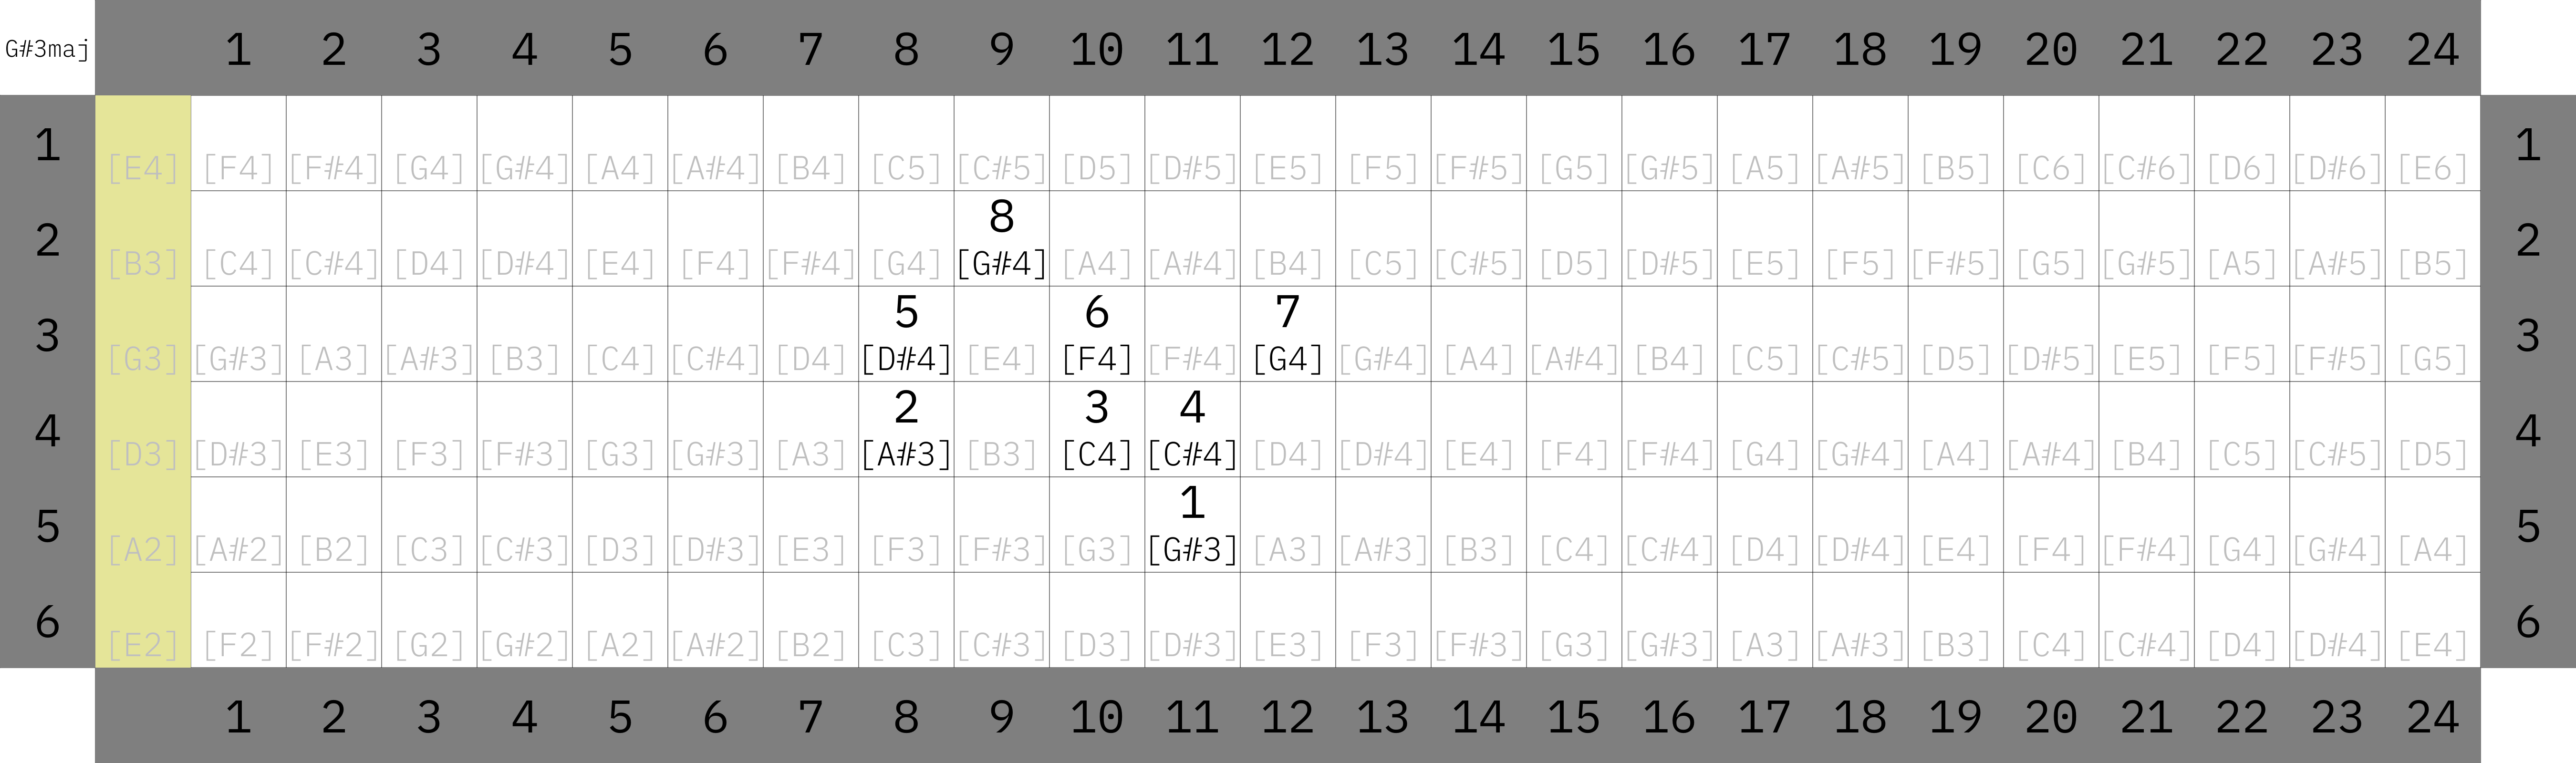 G#3maj 1 2 3 4 5 6 7 8 9 10 11 12 13 14 15 16 17 18 19 20 21 22 23 24
1 [E4] [F4] [F#4] [G4] [G#4] [A4] [A#4] [B4] [C5] [C#5] [D5] [D#5] [E5] [F5] [F#5] [G5] [G#5] [A5] [A#5] [B5] [C6] [C#6] [D6] [D#6] [E6] 1
8
2 [B3] [C4] [C#4] [D4] [D#4] [E4] [F4] [F#4] [G4] [G#4] [A4] [A#4] [B4] [C5] [C#5] [D5] [D#5] [E5] [F5] [F#5] [G5] [G#5] [A5] [A#5] [B5] 2
5 6 7
3 [G3] [G#3] [A3] [A#3] [B3] [C4] [C#4] [D4] [D#4] [E4] [F4] [F#4] [G4] [G#4] [A4] [A#4] [B4] [C5] [C#5] [D5] [D#5] [E5] [F5] [F#5] [G5] 3
2 3 4
4 [D3] [D#3] [E3] [F3] [F#3] [G3] [G#3] [A3] [A#3] [B3] [C4] [C#4] [D4] [D#4] [E4] [F4] [F#4] [G4] [G#4] [A4] [A#4] [B4] [C5] [C#5] [D5] 4
1
5 [A2] [A#2] [B2] [C3] [C#3] [D3] [D#3] [E3] [F3] [F#3] [G3] [G#3] [A3] [A#3] [B3] [C4] [C#4] [D4] [D#4] [E4] [F4] [F#4] [G4] [G#4] [A4] 5
6 [E2] [F2] [F#2] [G2] [G#2] [A2] [A#2] [B2] [C3] [C#3] [D3] [D#3] [E3] [F3] [F#3] [G3] [G#3] [A3] [A#3] [B3] [C4] [C#4] [D4] [D#4] [E4] 6
1 2 3 4 5 6 7 8 9 10 11 12 13 14 15 16 17 18 19 20 21 22 23 24